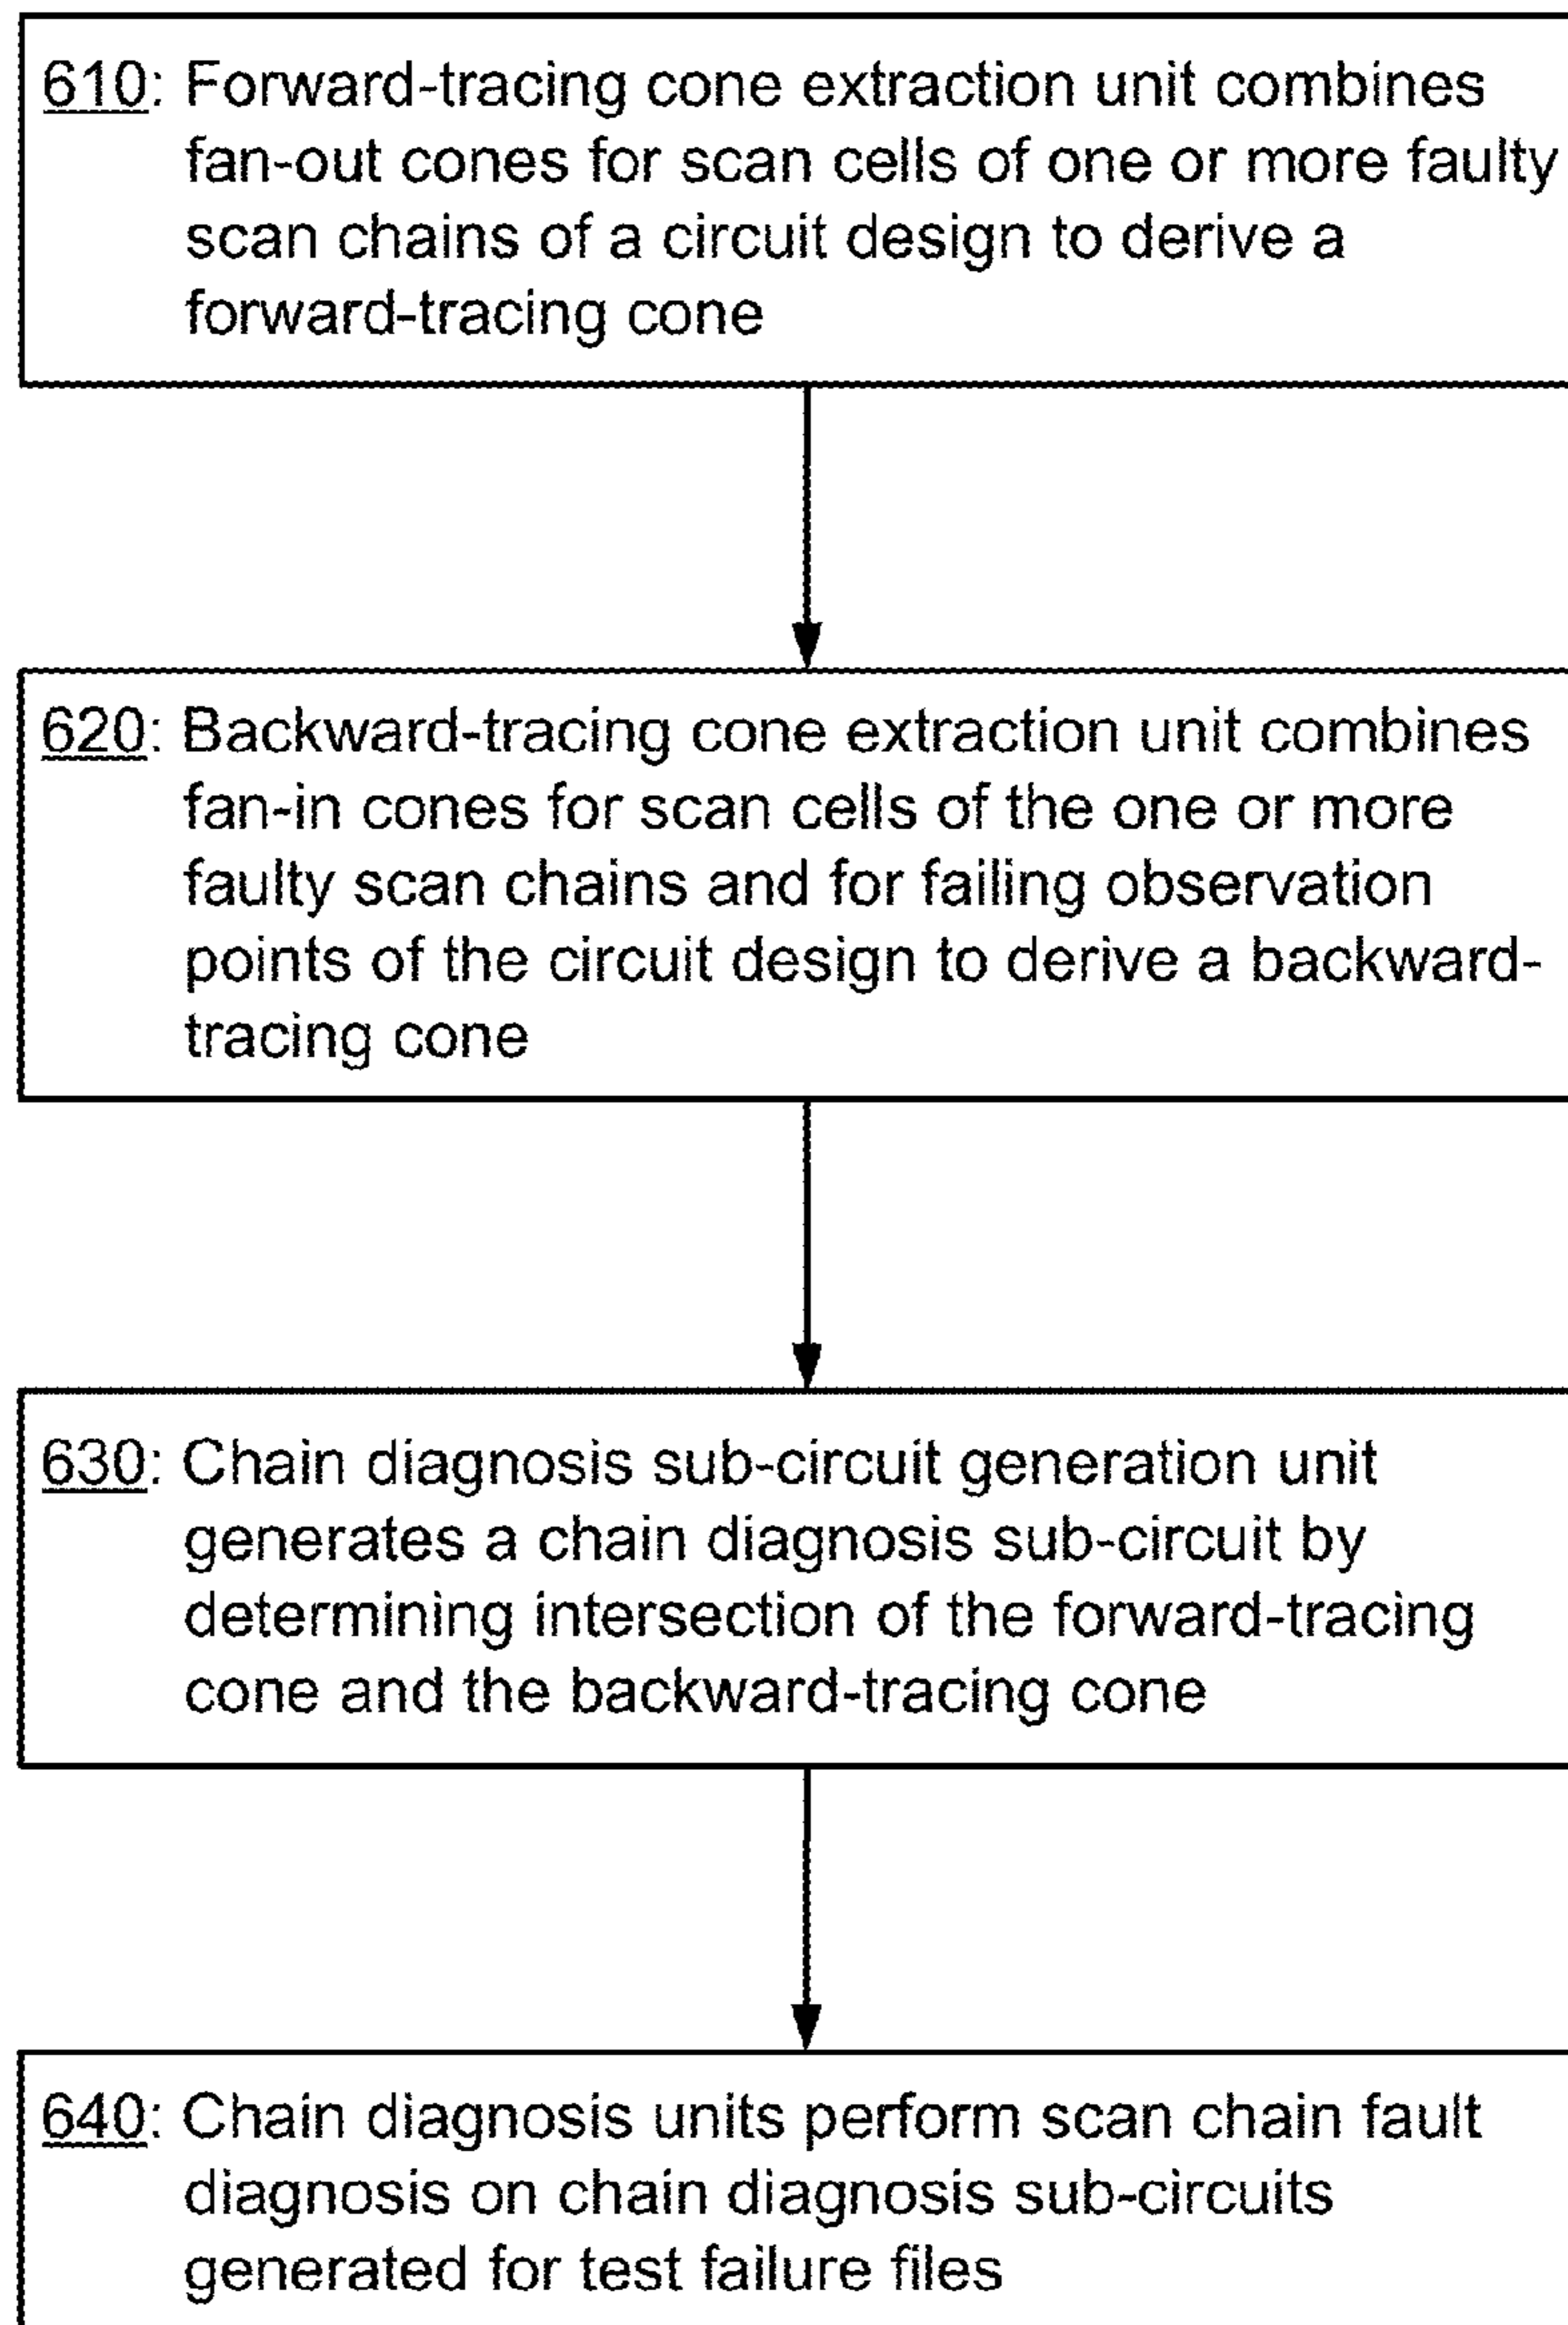 610: Forward-tracing cone extraction unit combines
fan-out cones for scan cells of one or more faulty
scan chains of a circuit design to derive a
forward-tracing cone
620: Backward-tracing cone extraction unit combines
fan-in cones for scan cells of the one or more
faulty scan chains and for failing observation
points of the circuit design to derive a backward-
tracing cone
630: Chain diagnosis sub-circuit generation unit
generates a chain diagnosis sub-circuit by
determining intersection of the forward-tracing
cone and the backward-tracing cone
640: Chain diagnosis units perform scan chain fault
diagnosis on chain diagnosis sub-circuits
generated for test failure files